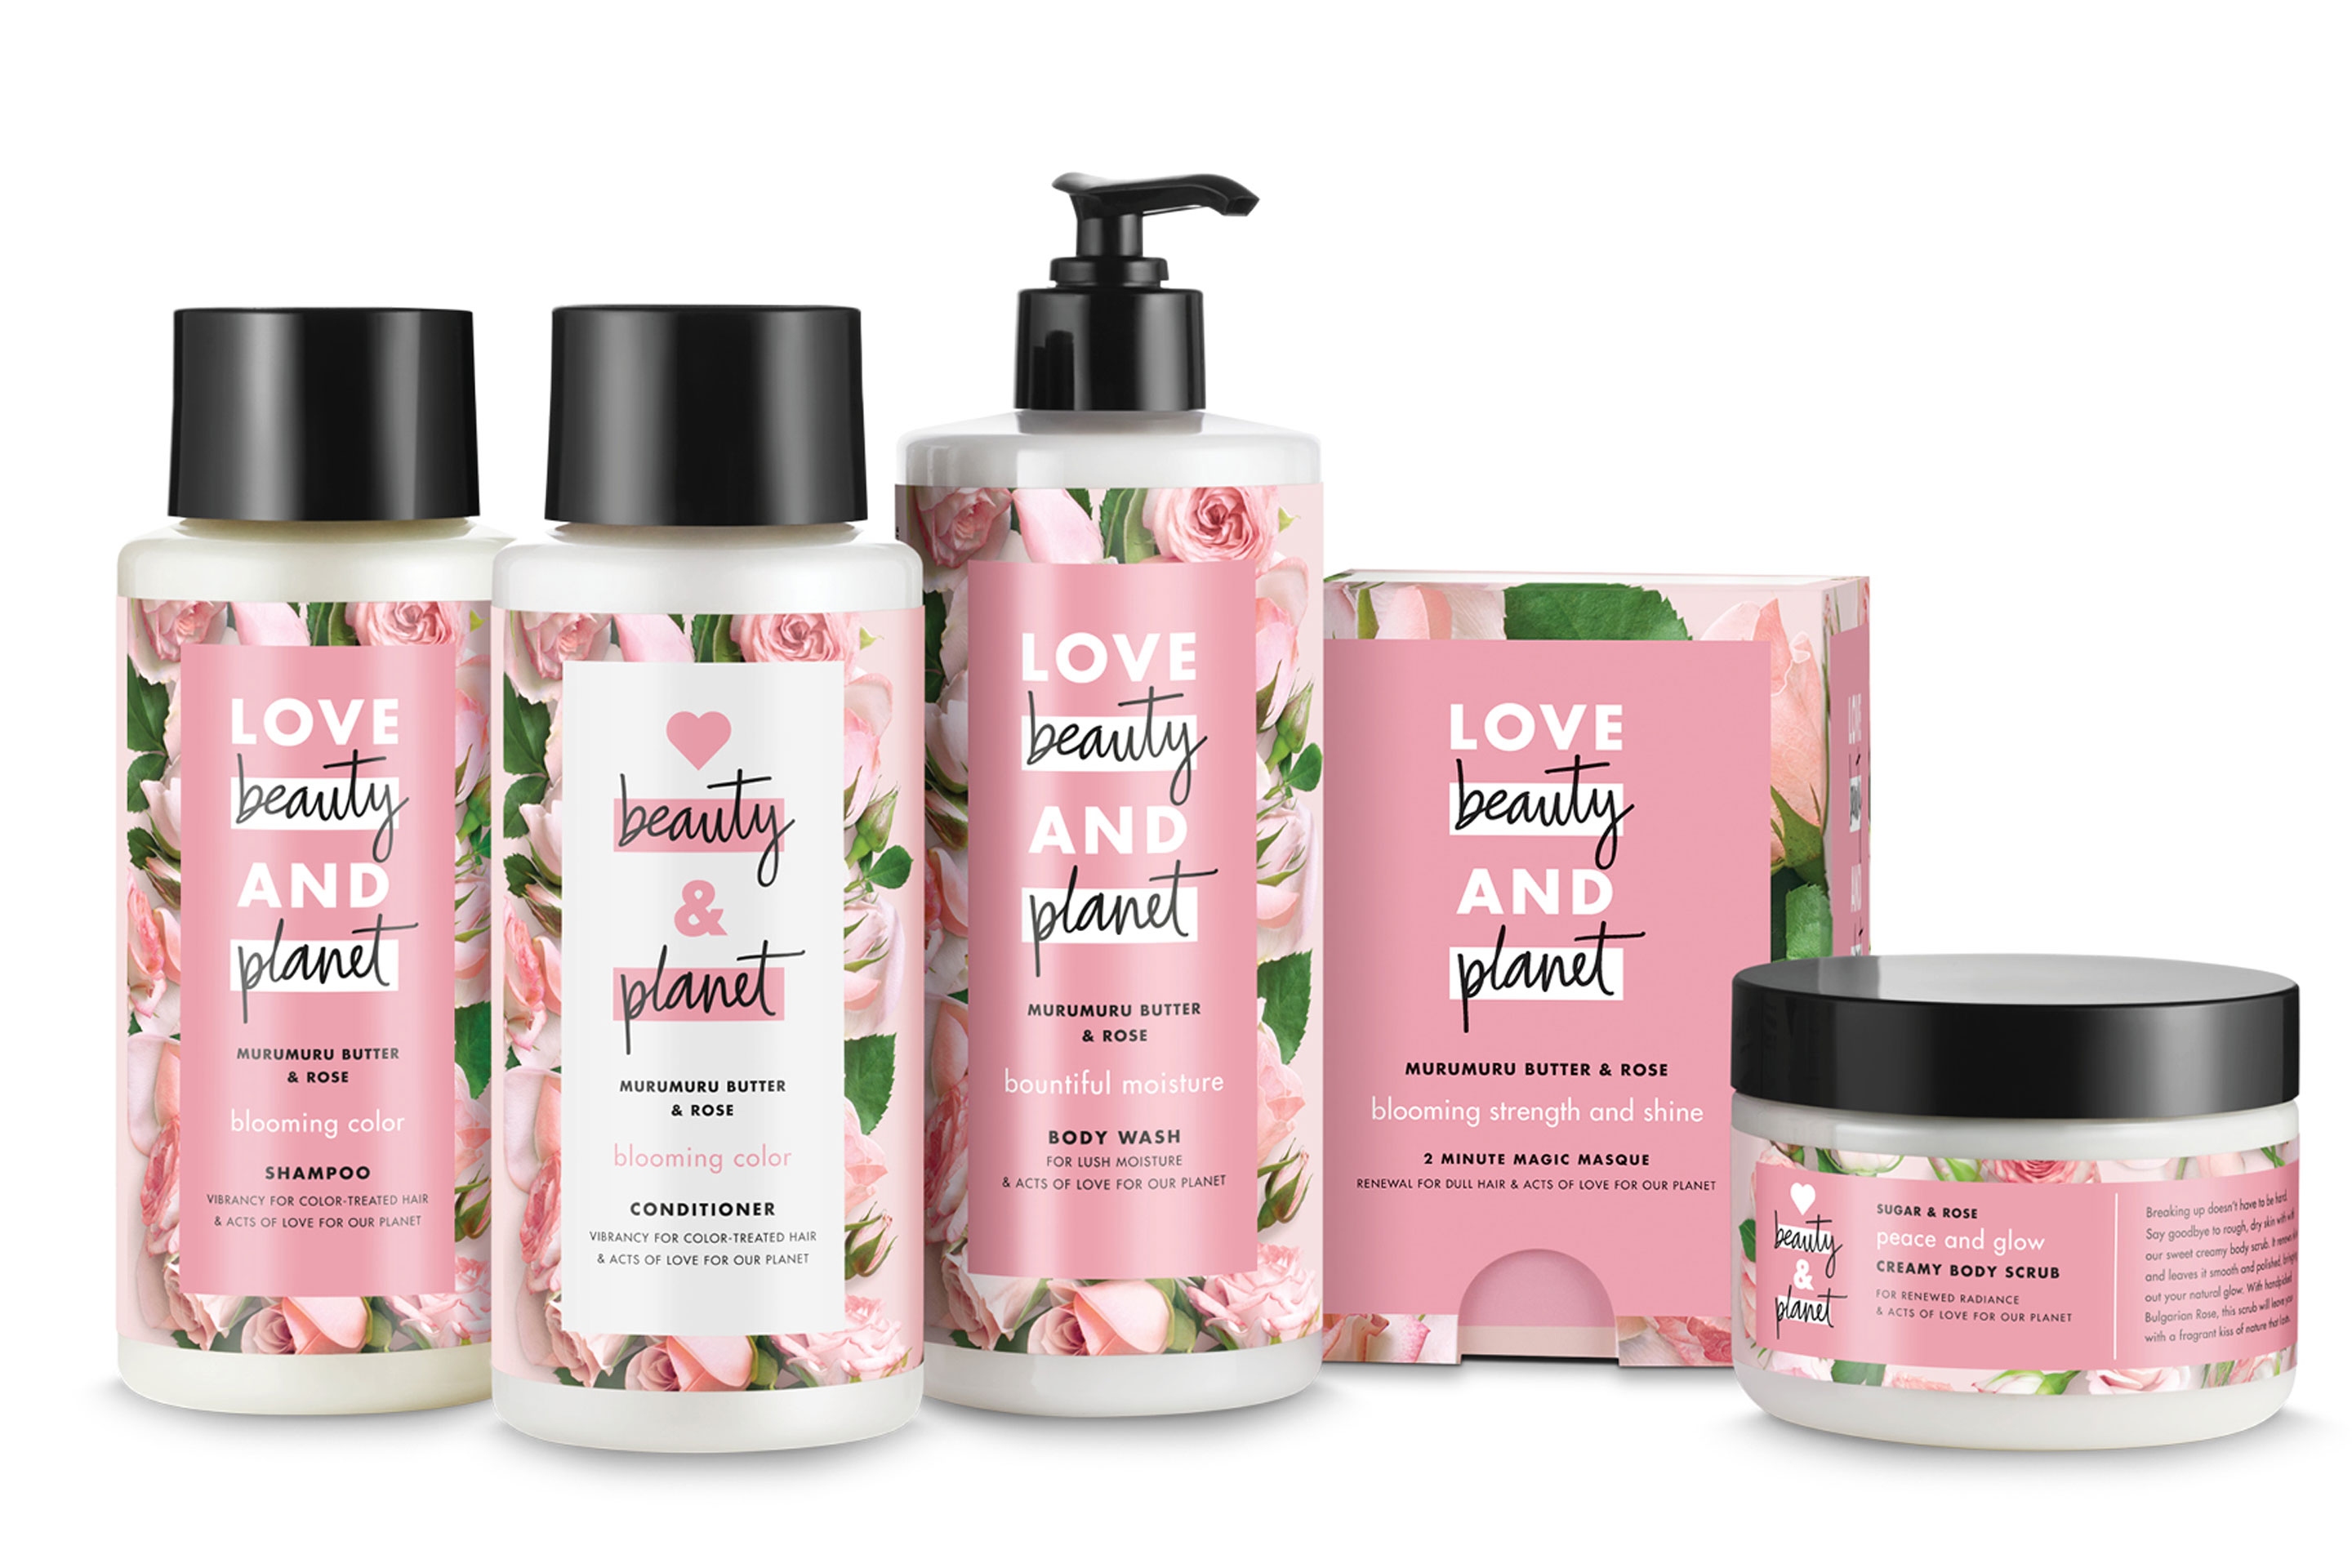 LOVE
beauty
AND
planet
MURUMURU BUTTER
& ROSE
blooming color
SHAMPOO
VIBRANCY FOR COLOR-TREATED HAIR
& ACTS OF LOVE FOR OUR PLANET
beauty
&
planet
MURUMURU BUTTER
& ROSE
blooming color
CONDITIONER
VIBRANCY FOR COLOR-TREATED HAIR
& ACTS OF LOVE FOR OUR PLANET
LOVE
beauty
AND
planet
MURUMURU BUTTER
& ROSE
bountiful moisture
BODY WASH
FOR LUSH MOISTURE
& ACTS OF LOVE FOR OUR PLANET
LOVE
beauty
AND
planet
MURUMURU BUTTER & ROSE
blooming strength and shine
2 MINUTE MAGIC MASQUE
RENEWAL FOR DULL HAIR & ACTS OF LOVE FOR OUR PLANET
LOVE
AND
beauty
&
planet
SUGAR & ROSE
peace and glow
CREAMY BODY SCRUB
FOR RENEWED RADIANCE
& ACTS OF LOVE FOR OUR PLANET
Breaking up doesn't have to be hard.
Say goodbye to rough, dry skin with
our sweet creamy body scrub. It
and leaves it smooth and polished,
out your natural glow. With handpicked
Bulgarian Rose, this scrub will leave you
with a fragrant kiss of nature that lasts.